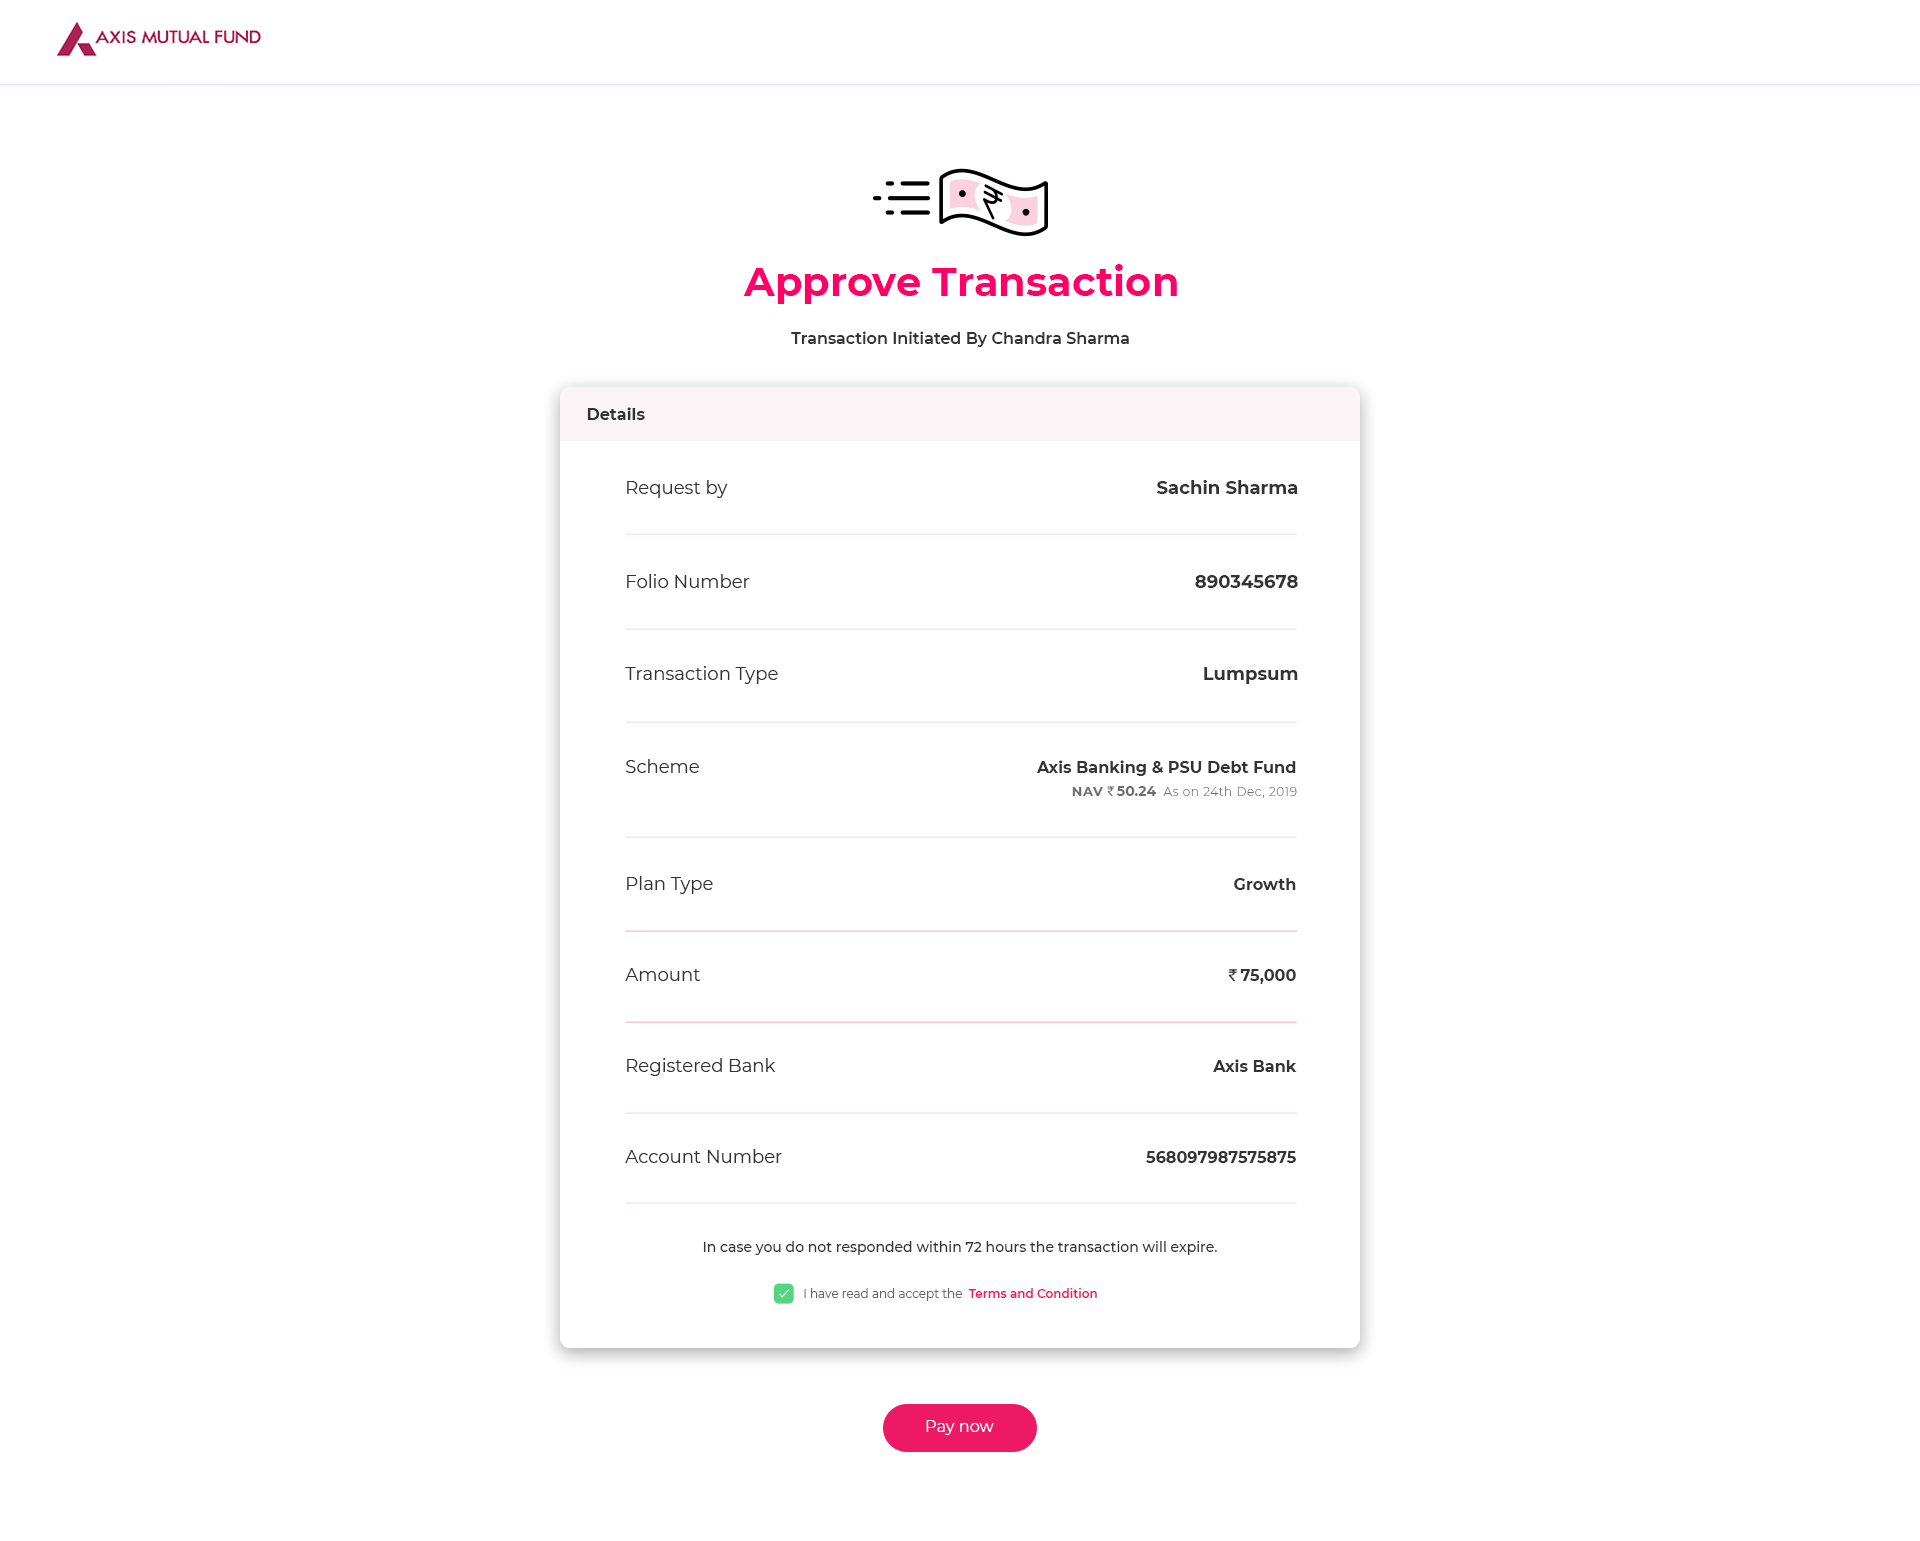 AXIS MUTUAL FUND
₹
Approve Transaction
Transaction Initiated By Chandra Sharma
Details
Request by Sachin Sharma
Folio Number 890345678
Transaction Type Lumpsum
Scheme Axis Banking & PSU Debt Fund
NAV ₹ 50.24 As on 24th Dec, 2019
Plan Type Growth
Amount ₹ 75,000
Registered Bank Axis Bank
Account Number 568097987575875
In case you do not responded within 72 hours the transaction will expire.
I have read and accept the Terms and Condition
Pay now